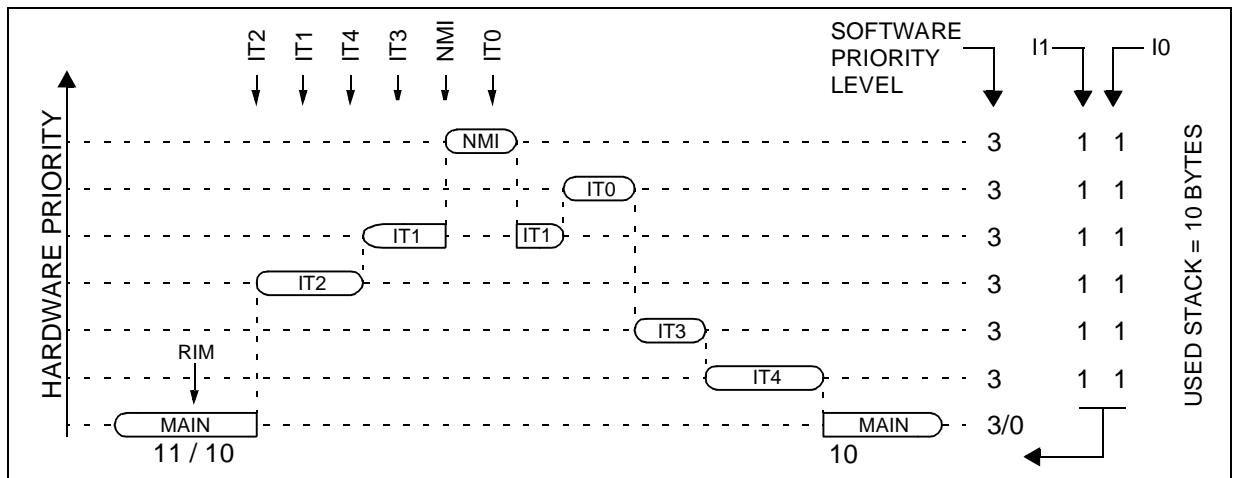 IT2
IT1
IT4
IT3
NMI
IT0
SOFTWARE
PRIORITY
LEVEL
I1
I0
HARDWARE PRIORITY
NMI
3 1 1
IT0
3 1 1
IT1
IT1
3 1 1
IT2
3 1 1
IT3
3 1 1
RIM
IT4
3 1 1
MAIN
MAIN
3/0
11 / 10
10
USED STACK = 10 BYTES